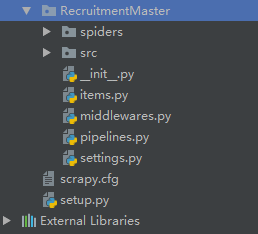 RecruitmentMaster
spiders
src
__init__.py
items.py
middlewares.py
pipelines.py
settings.py
scrapy.cfg
setup.py
External Libraries